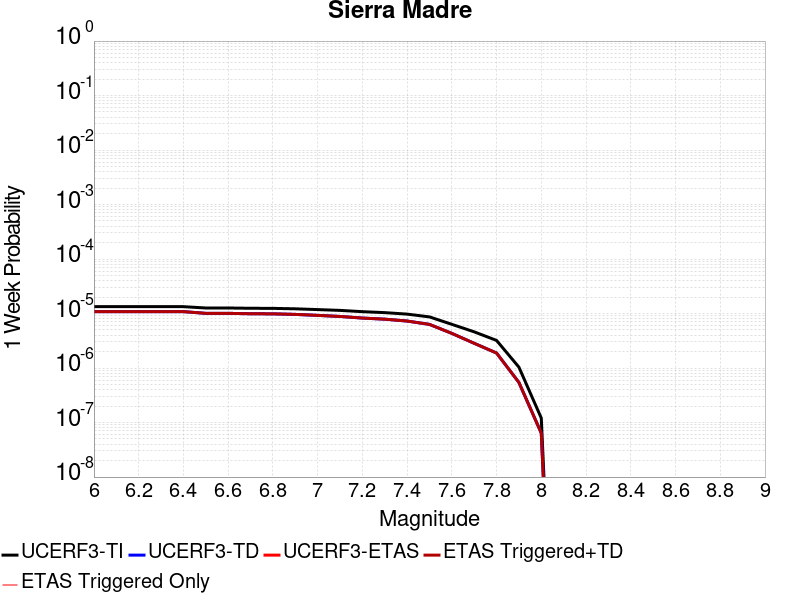 Sierra Madre
10^0
10^-1
10^-2
10^-3
10^-4
10^-5
10^-6
10^-7
10^-8
1 Week Probability
6 6.2 6.4 6.6 6.8 7 7.2 7.4 7.6 7.8 8 8.2 8.4 8.6 8.8 9
Magnitude
UCERF3-TI UCERF3-TD UCERF3-ETAS ETAS Triggered+TD
ETAS Triggered Only